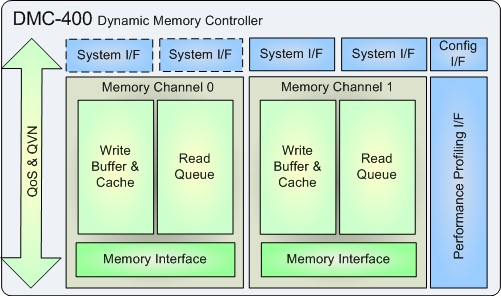 DMC-400 Dynamic Memory Controller
System I/F
System I/F
System I/F
System I/F
Config
I/F
QoS & QVN
Memory Channel 0
Write
Buffer &
Cache
Read
Queue
Memory Interface
Memory Channel 1
Write
Buffer &
Cache
Read
Queue
Memory Interface
Performance Profiling I/F